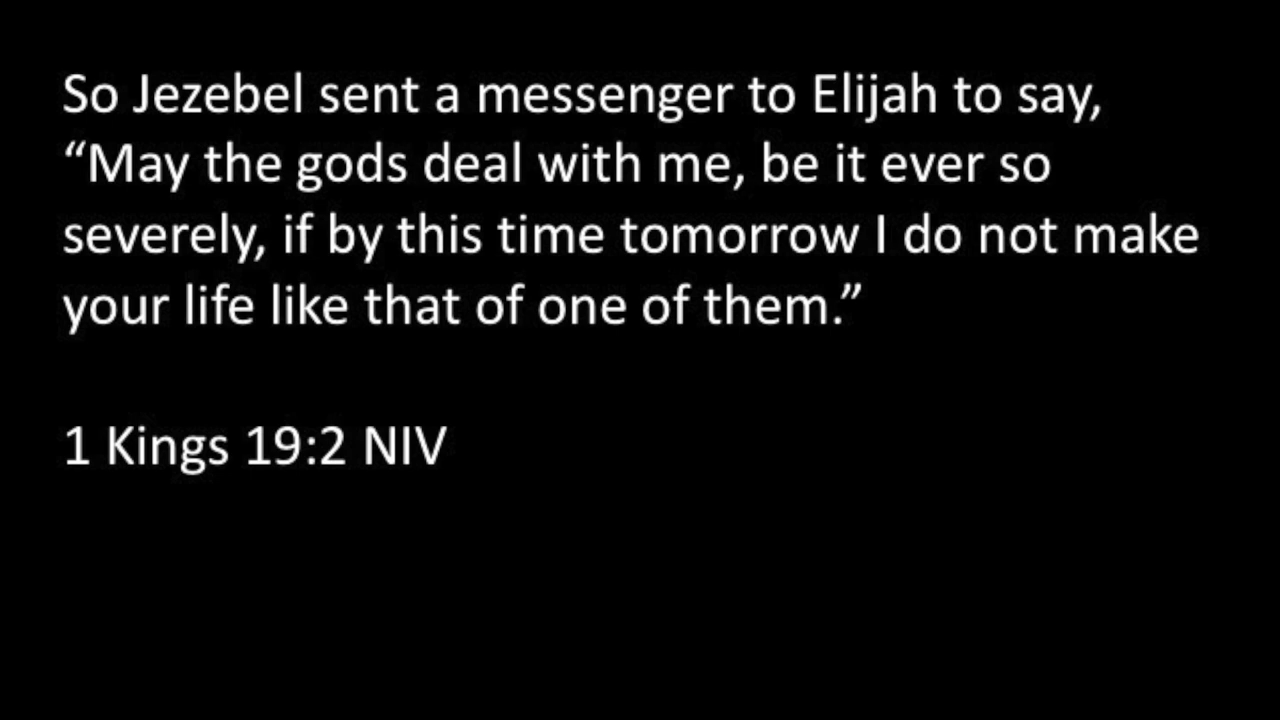 So Jezebel sent a messenger to Elijah to say,
“May the gods deal with me, be it ever so
severely, if by this time tomorrow I do not make
your life like that of one of them.”
1 Kings 19:2 NIV